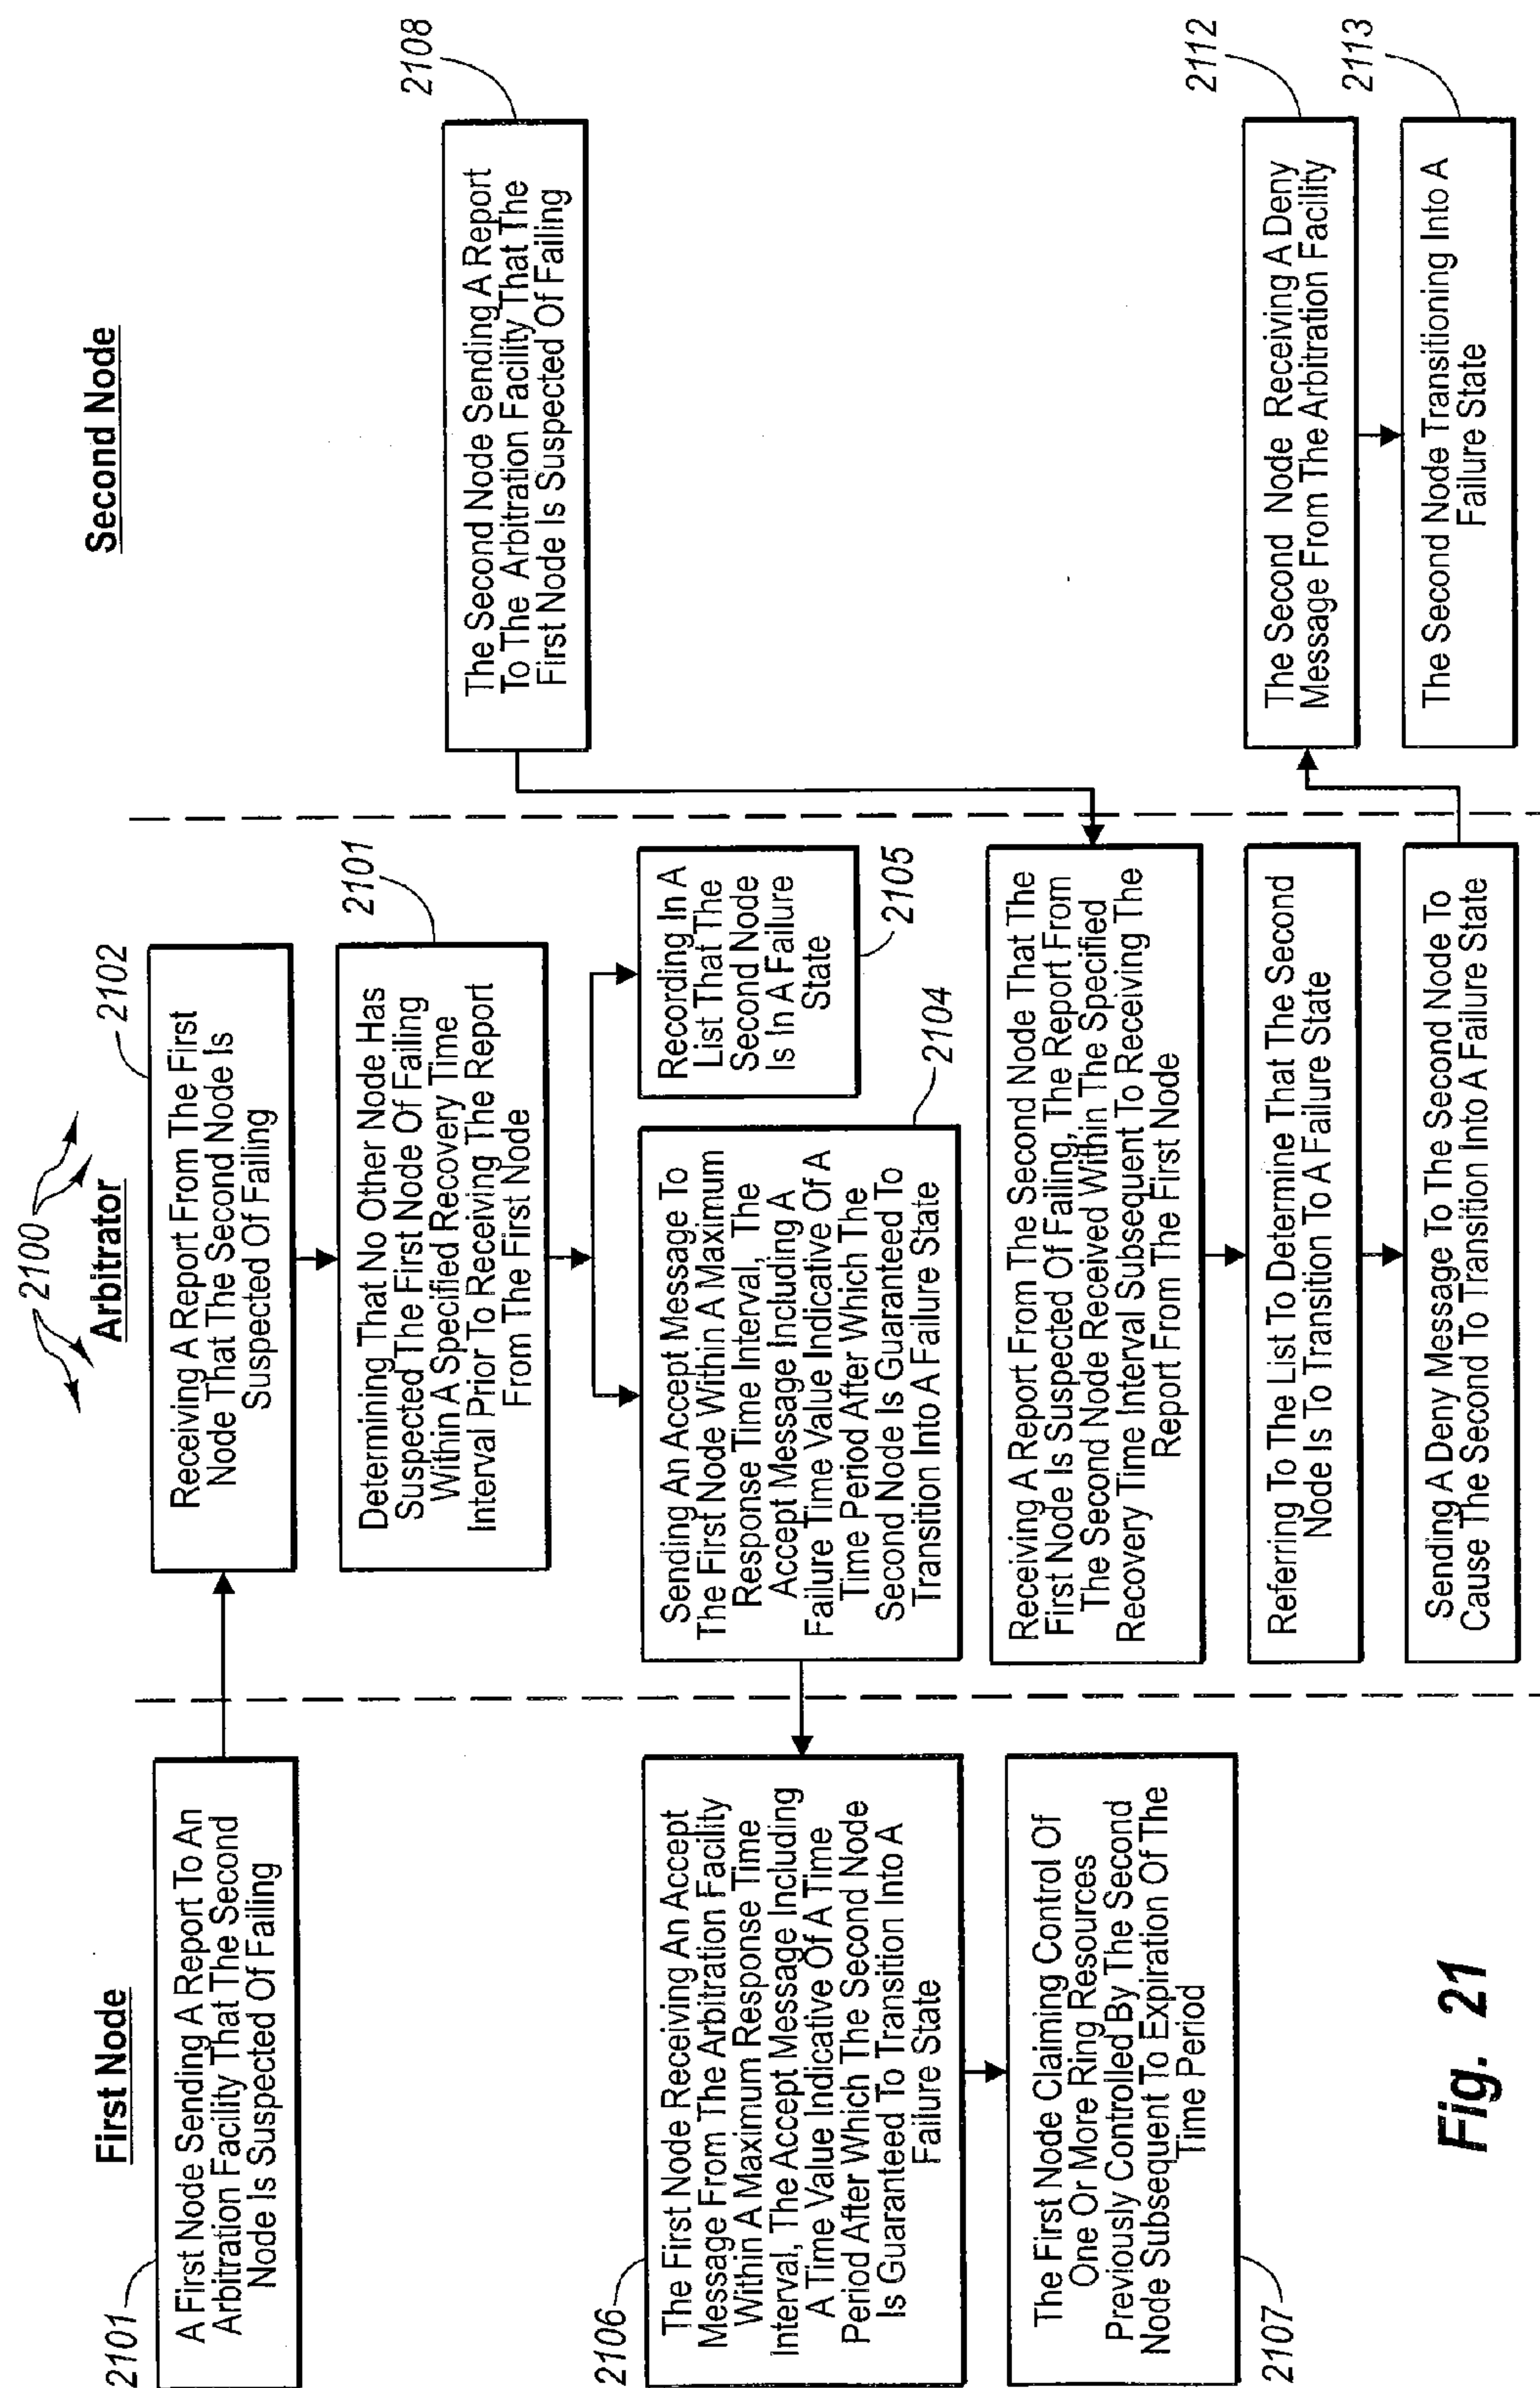 2100
First Node
Arbitrator
Second Node
2101
A First Node Sending A Report To An
Arbitration Facility That The Second
Node Is Suspected Of Failing
2102
Receiving A Report From The First
Node That The Second Node Is
Suspected Of Failing
2101
Determining That No Other Node Has
Suspected The First Node Of Failing
Within A Specified Recovery Time
Interval Prior To Receiving The Report
From The First Node
2108
The Second Node Sending A Report
To The Arbitration Facility That The
First Node Is Suspected Of Failing
Sending An Accept Message To
The First Node Within A Maximum
Response Time Interval, The
Accept Message Including A
Failure Time Value Indicative Of A
Time Period After Which The
Second Node Is Guaranteed To
Transition Into A Failure State
2104
Recording In A
List That The
Second Node
Is In A Failure
State
2105
2106
The First Node Receiving An Accept
Message From The Arbitration Facility
Within A Maximum Response Time
Interval, The Accept Message Including
A Time Value Indicative Of A Time
Period After Which The Second Node
Is Guaranteed To Transition Into A
Failure State
The First Node Claiming Control Of
One Or More Ring Resources
Previously Controlled By The Second
Node Subsequent To Expiration Of The
Time Period
2107
Receiving A Report From The Second Node That The
First Node Is Suspected Of Failing, The Report From
The Second Node Received Within The Specified
Recovery Time Interval Subsequent To Receiving The
Report From The First Node
Referring To The List To Determine That The Second
Node Is To Transition To A Failure State
Sending A Deny Message To The Second Node To
Cause The Second To Transition Into A Failure State
2112
The Second Node Receiving A Deny
Message From The Arbitration Facility
2113
The Second Node Transitioning Into A
Failure State
Fig. 21